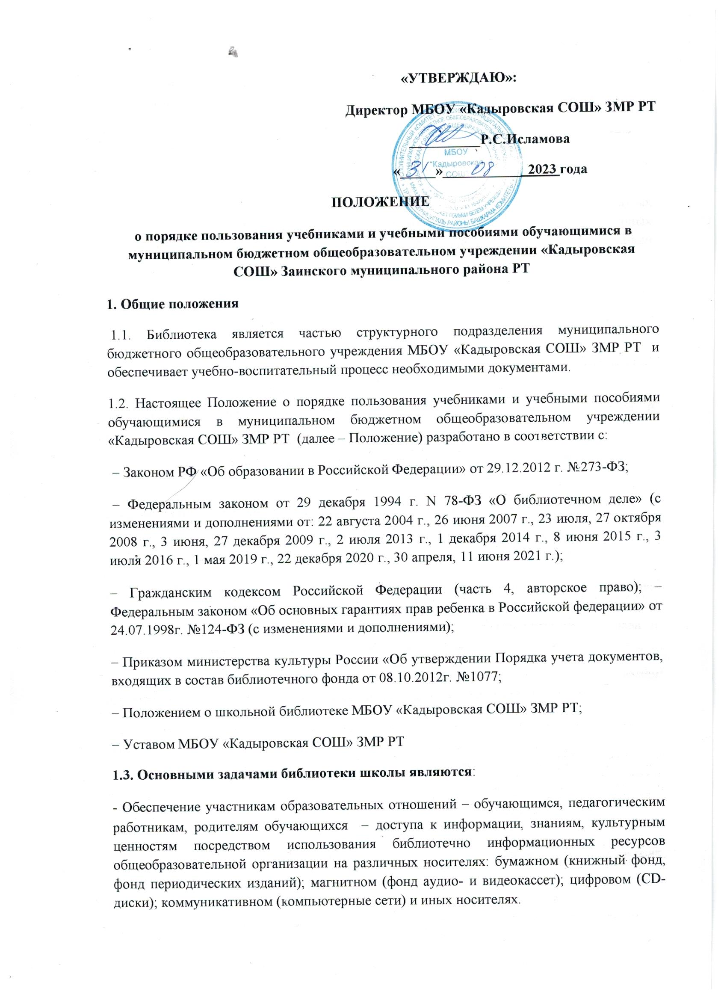 «УТВЕРЖДАЮ»:
Директор МБОУ «Кадыровская СОШ» ЗМР РТ
Р.С.Исламова
МБОУ
"Кадыровская
СОШ"
«31» 08 2023 года
ПОЛОЖЕНИЕ
о порядке пользования учебниками и учебными пособиями обучающимися в
муниципальном бюджетном общеобразовательном учреждении «Кадыровская
СОШ» Заинского муниципального района РТ
1. Общие положения
1.1. Библиотека является частью структурного подразделения муниципального
бюджетного общеобразовательного учреждения МБОУ «Кадыровская СОШ» ЗМР РТ и
обеспечивает учебно-воспитательный процесс необходимыми документами.
1.2. Настоящее Положение о порядке пользования учебниками и учебными пособиями
обучающимися в муниципальном бюджетном общеобразовательном учреждении
«Кадыровская СОШ» ЗМР РТ (далее – Положение) разработано в соответствии с:
– Законом РФ «Об образовании в Российской Федерации» от 29.12.2012 г. №273-ФЗ;
– Федеральным законом от 29 декабря 1994 г. N 78-ФЗ «О библиотечном деле» (с
изменениями и дополнениями от: 22 августа 2004 г., 26 июня 2007 г., 23 июля, 27 октября
2008 г., 3 июня, 27 декабря 2009 г., 2 июля 2013 г., 1 декабря 2014 г., 8 июня 2015 г., 3
июля 2016 г., 1 мая 2019 г., 22 декабря 2020 г., 30 апреля, 11 июня 2021 г.);
– Гражданским кодексом Российской Федерации (часть 4, авторское право); –
Федеральным законом «Об основных гарантиях прав ребенка в Российской федерации» от
24.07.1998г. №124-ФЗ (с изменениями и дополнениями);
– Приказом министерства культуры России «Об утверждении Порядка учета документов,
входящих в состав библиотечного фонда от 08.10.2012г. №1077;
– Положением о школьной библиотеке МБОУ «Кадыровская СОШ» ЗМР РТ;
– Уставом МБОУ «Кадыровская СОШ» ЗМР РТ
1.3. Основными задачами библиотеки школы являются:
- Обеспечение участникам образовательных отношений – обучающимся, педагогическим
работникам, родителям обучающихся – доступа к информации, знаниям, культурным
ценностям посредством использования библиотечно информационных ресурсов
общеобразовательной организации на различных носителях: бумажном (книжный фонд,
фонд периодических изданий); магнитном (фонд аудио- и видеокассет); цифровом (CD-
диски); коммуникативном (компьютерные сети) и иных носителях.